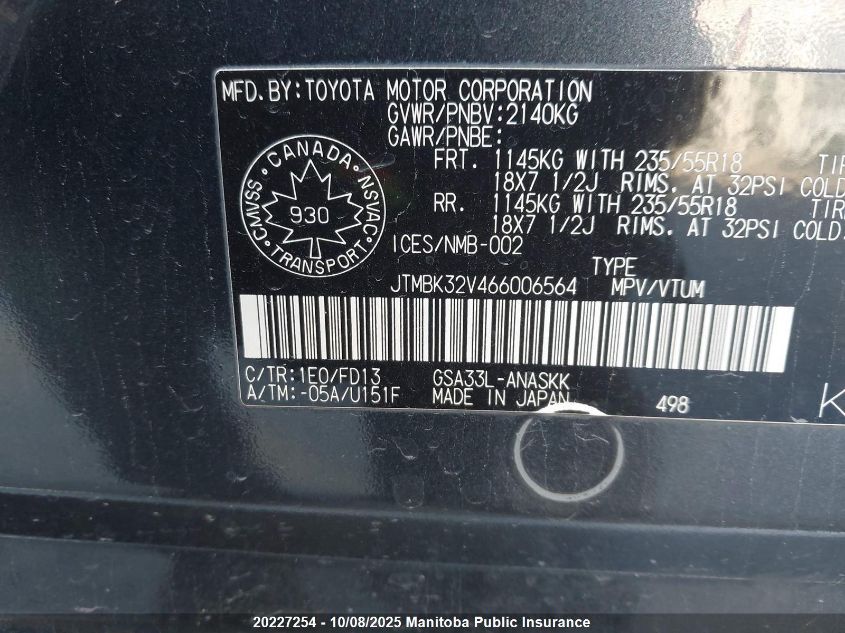 MFD.BY:TOYOTA MOTOR CORPORATION
GVWR/PNBV:2140KG
GAWR/PNBE:
FRT. 1145KG WITH 235/55R18
18X7 1/2J RIMS. AT 32PSI COLD
RR. 1145KG WITH 235/55R18
18X7 1/2J RIMS. AT 32PSI COLD.
CANADA
CMVSS NSVAC
930
TRANSPORT
ICES/NMB-002
TYPE
JTMBK32V466006564 MPV/VTUM
C/TR:1E0/FD13 GSA33L-ANASKK
A/TM:-05A/U151F MADE IN JAPAN
498
20227254 - 10/08/2025 Manitoba Public Insurance